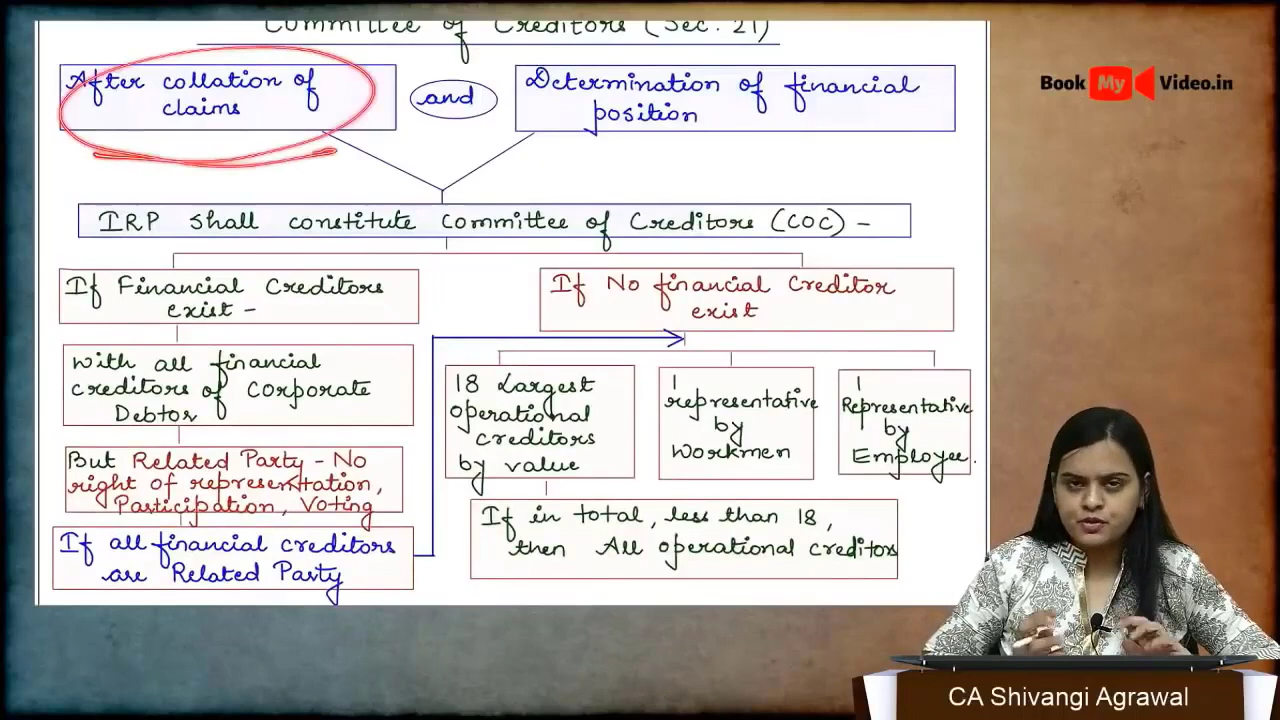 Committee of Creditors (Sec. 21)
After collation of
claims
and
Determination of financial
position
IRP shall constitute Committee of Creditors (COC) -
If Financial Creditors
exist -
With all financial
creditors of Corporate
Debtor
But Related Party - No
right of representation,
Participation, Voting
If all financial creditors
are Related Party
If No financial Creditor
exist
18 Largest
operational
creditors
by value
1
representative
by
Workmen
1
Representative
by
Employee.
If in total, less than 18,
then All operational creditors
Book My Video.in
CA Shivangi Agrawal